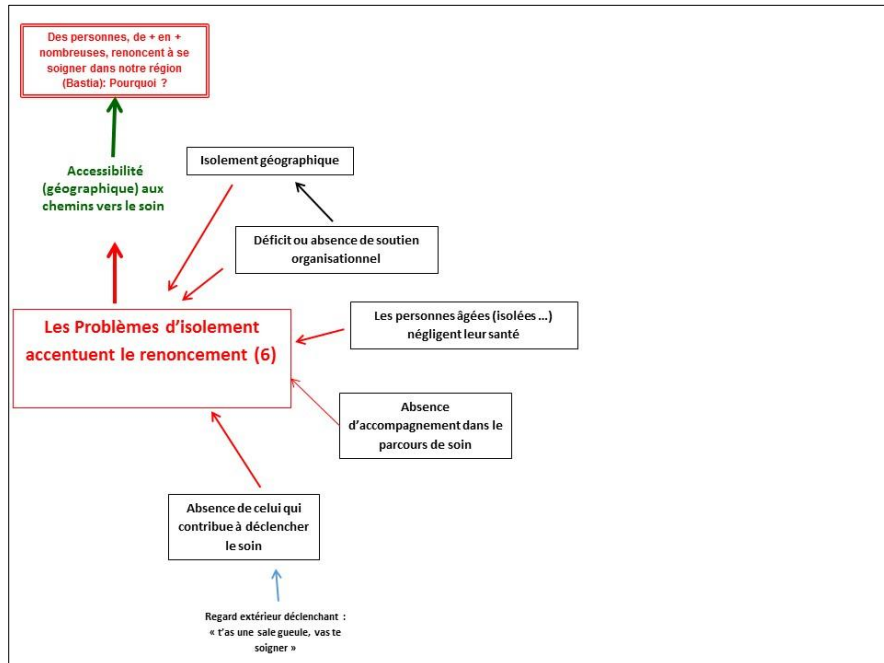 Des personnes, de + en +
nombreuses, renoncent à se
soigner dans notre région
(Bastia): Pourquoi ?
Accessibilité
(géographique) aux
chemins vers le soin
Isolement géographique
Déficit ou absence de soutien
organisationnel
Les Problèmes d’isolement
accentuent le renoncement (6)
Les personnes âgées (isolées …)
négligent leur santé
Absence
d’accompagnement dans le
parcours de soin
Absence de celui qui
contribue à déclencher
le soin
Regard extérieur déclenchant :
« t’as une sale gueule, vas te
soigner »